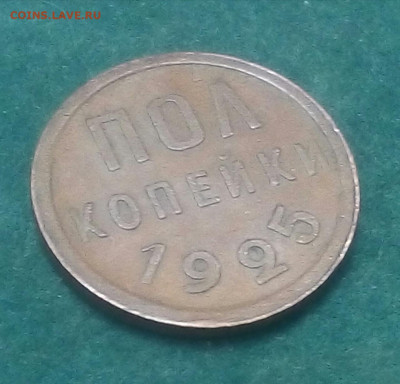 COINS.LAVE.RU
ПОЛ
КОПЕЙКИ
1925